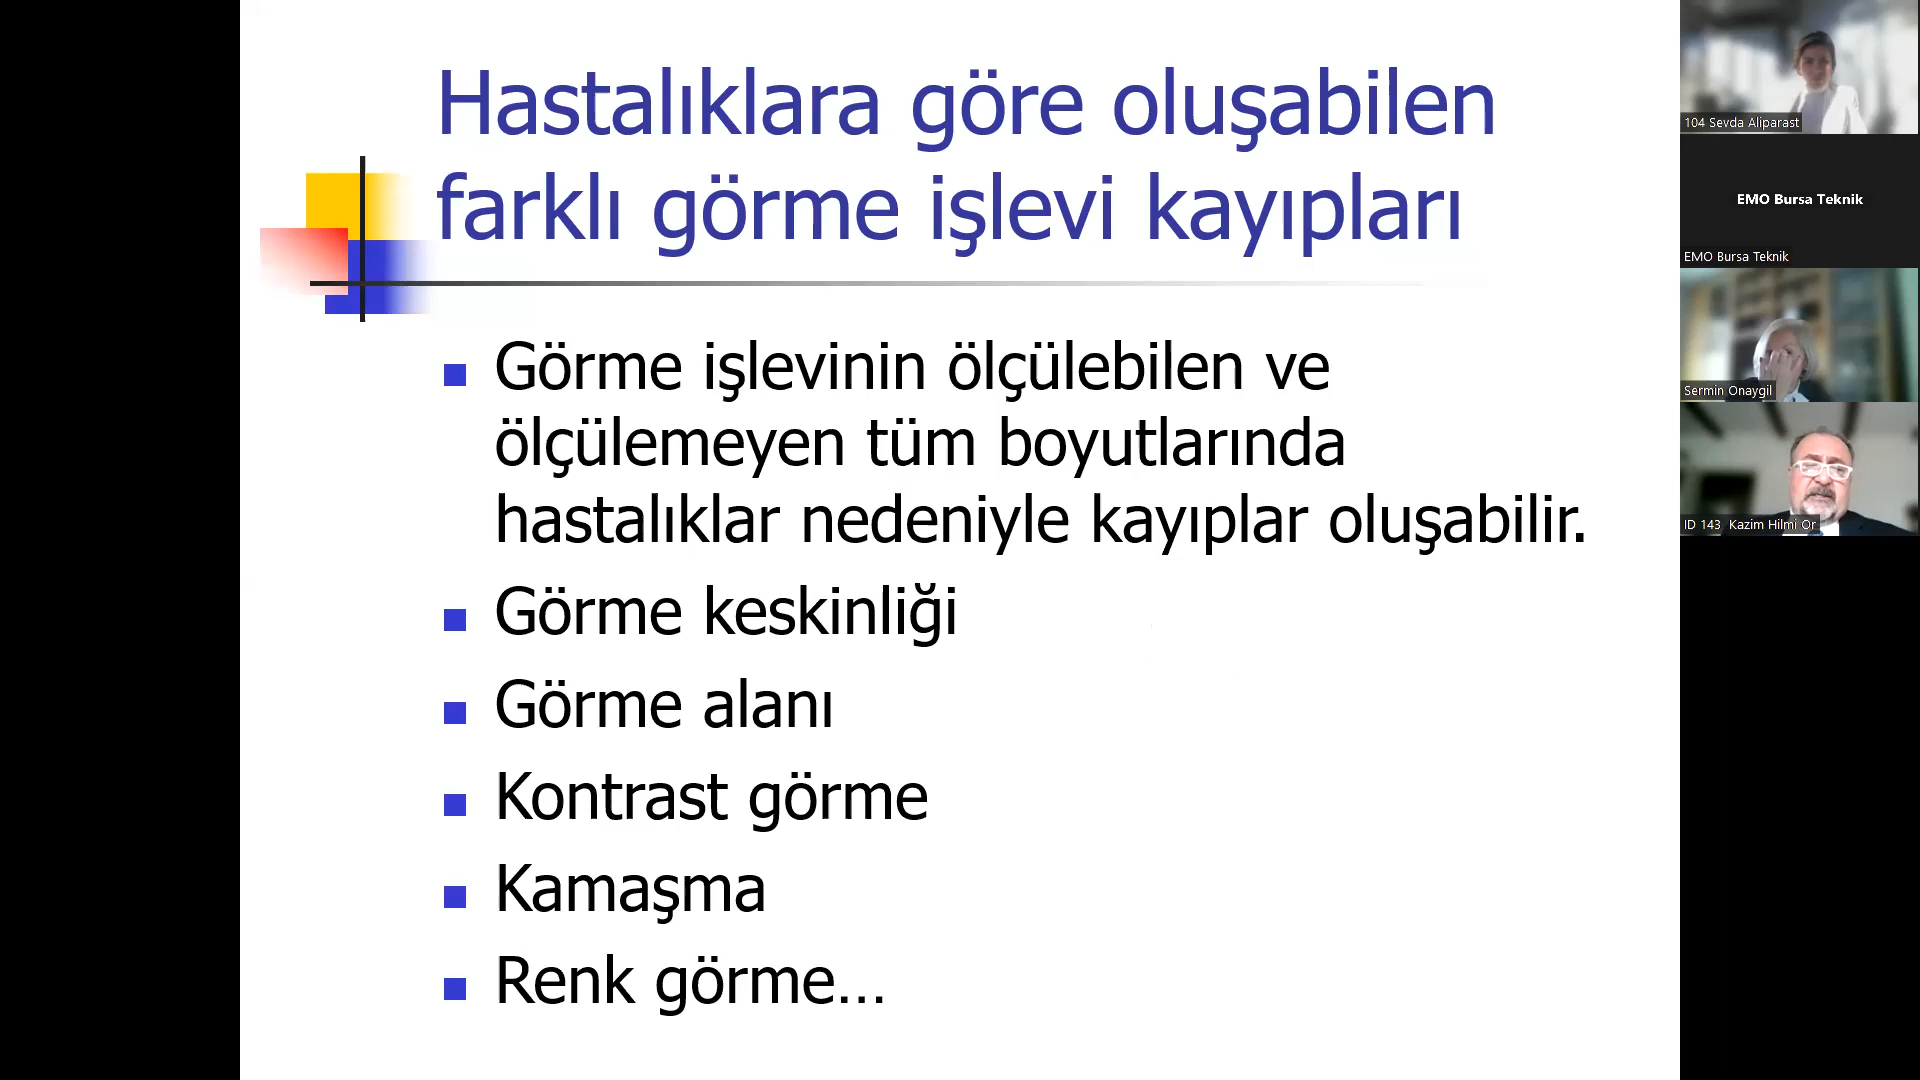 Hastalıklara göre oluşabilen
farklı görme işlevi kayıpları
Görme işlevinin ölçülebilen ve
ölçülemeyen tüm boyutlarında
hastalıklar nedeniyle kayıplar oluşabilir.
Görme keskinliği
Görme alanı
Kontrast görme
Kamaşma
Renk görme…
104 Sevda Aliparast
EMO Bursa Teknik
EMO Bursa Teknik
Sermin Onaygil
ID 143 Kazim Hilmi Or